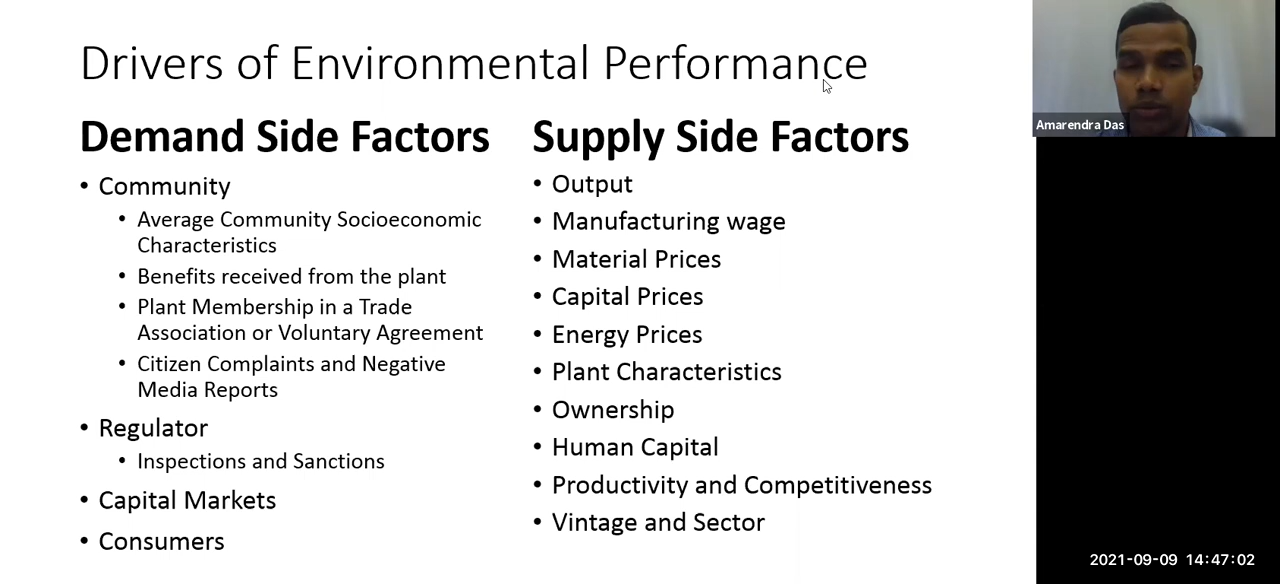 Drivers of Environmental Performance
Demand Side Factors
• Community
• Average Community Socioeconomic
Characteristics
• Benefits received from the plant
• Plant Membership in a Trade
Association or Voluntary Agreement
• Citizen Complaints and Negative
Media Reports
• Regulator
• Inspections and Sanctions
• Capital Markets
• Consumers
Supply Side Factors
• Output
• Manufacturing wage
• Material Prices
• Capital Prices
• Energy Prices
• Plant Characteristics
• Ownership
• Human Capital
• Productivity and Competitiveness
• Vintage and Sector
Amarendra Das
2021-09-09 14:47:02